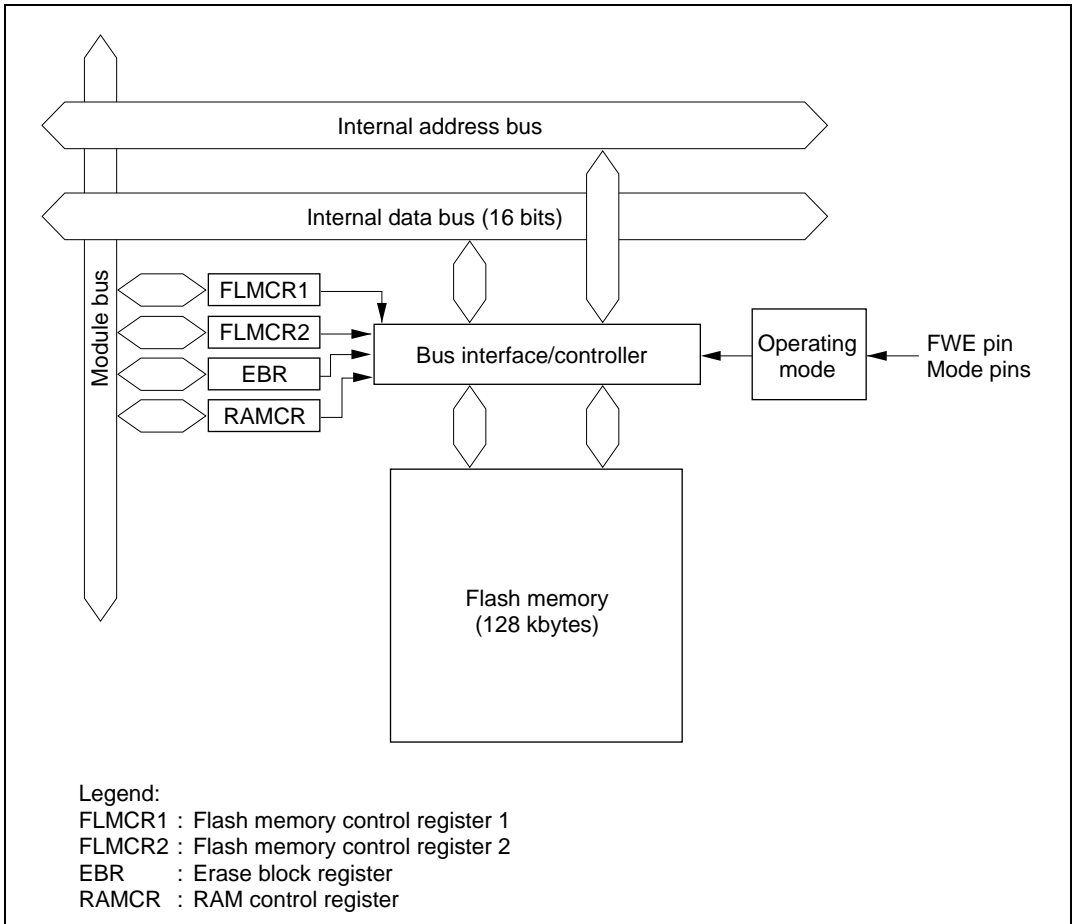 Internal address bus
Internal data bus (16 bits)
Module bus
FLMCR1
FLMCR2
EBR
RAMCR
Bus interface/controller
Operating
mode
FWE pin
Mode pins
Flash memory
(128 kbytes)
Legend:
FLMCR1 : Flash memory control register 1
FLMCR2 : Flash memory control register 2
EBR : Erase block register
RAMCR : RAM control register